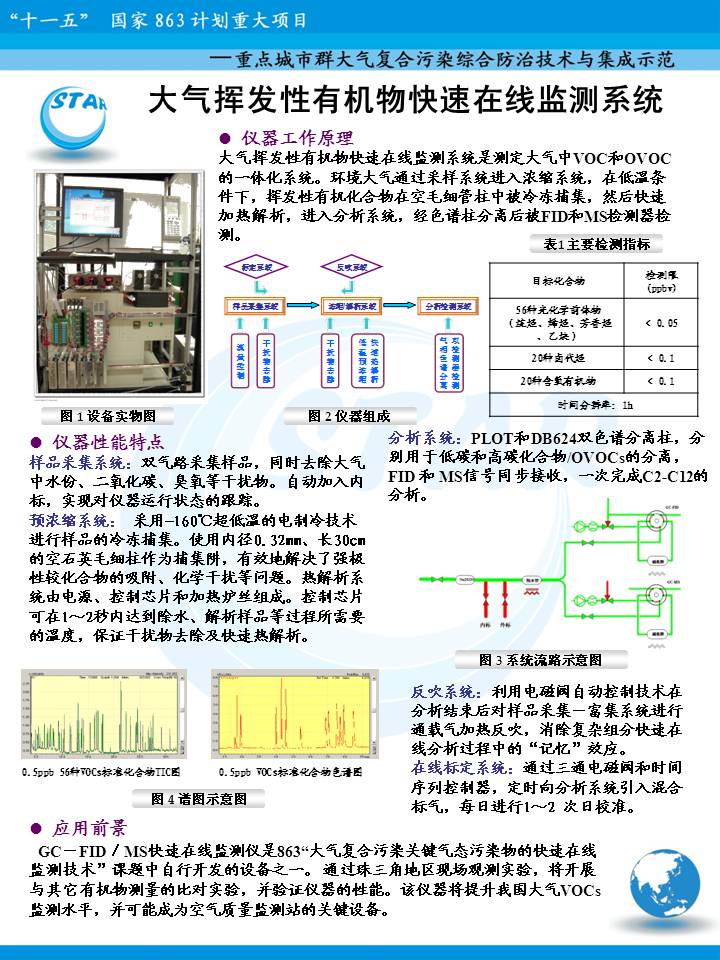 “十一五” 国家 863 计划重大项目
—重点城市群大气复合污染综合防治技术与集成示范
STAR
大气挥发性有机物快速在线监测系统
● 仪器工作原理
大气挥发性有机物快速在线监测系统是测定大气中VOC和OVOC
的一体化系统。环境大气通过采样系统进入浓缩系统，在低温条
件下，挥发性有机化合物在空毛细管柱中被冷冻捕集，然后快速
加热解析，进入分析系统，经色谱柱分离后被FID和MS检测器检
测。
表1 主要检测指标
目标化合物 检测限
(ppbv)
56种光化学前体物
（烷烃、烯烃、芳香烃
、乙炔） < 0.05
20种卤代烃 < 0.1
20种含氧有机物 < 0.1
时间分辨率：1h
标定系统 反吹系统
样品采集系统 浓缩解析系统 分析检测系统
流量控制 干扰物去除 干扰物去除 低温预浓缩 快速热解析 气相色谱分离 双检测器检测
图 1 设备实物图
图 2 仪器组成
● 仪器性能特点
样品采集系统：双气路采集样品，同时去除大气
中水份、二氧化碳、臭氧等干扰物。自动加入内
标，实现对仪器运行状态的跟踪。
预浓缩系统： 采用-160℃超低温的电制冷技术
进行样品的冷冻捕集。使用内径0.32mm、长30cm
的空石英毛细柱作为捕集阱，有效地解决了强极
性较化合物的吸附、化学干扰等问题。热解析系
统由电源、控制芯片和加热炉丝组成。控制芯片
可在1～2秒内达到除水、解析样品等过程所需要
的温度，保证干扰物去除及快速热解析。
分析系统：PLOT和DB624双色谱分离柱，分
别用于低碳和高碳化合物/OVOCs的分离，
FID 和 MS信号同步接收，一次完成C2-C12的
分析。
GC-FID
GC-MS
内标 外标
图 3 系统流路示意图
0.5ppb 56种VOCs标准化合物TIC图
0.5ppb VOCs标准化合物色谱图
图 4 谱图示意图
反吹系统：利用电磁阀自动控制技术在
分析结束后对样品采集－富集系统进行
通载气加热反吹，消除复杂组分快速在
线分析过程中的“记忆”效应。
在线标定系统：通过三通电磁阀和时间
序列控制器，定时向分析系统引入混合
标气，每日进行1～2 次日校准。
● 应用前景
GC－FID / MS快速在线监测仪是863“大气复合污染关键气态污染物的快速在线
监测技术”课题中自行开发的设备之一。 通过珠三角地区现场观测实验，将开展
与其它有机物测量的比对实验，并验证仪器的性能。该仪器将提升我国大气VOCs
监测水平，并可能成为空气质量监测站的关键设备。